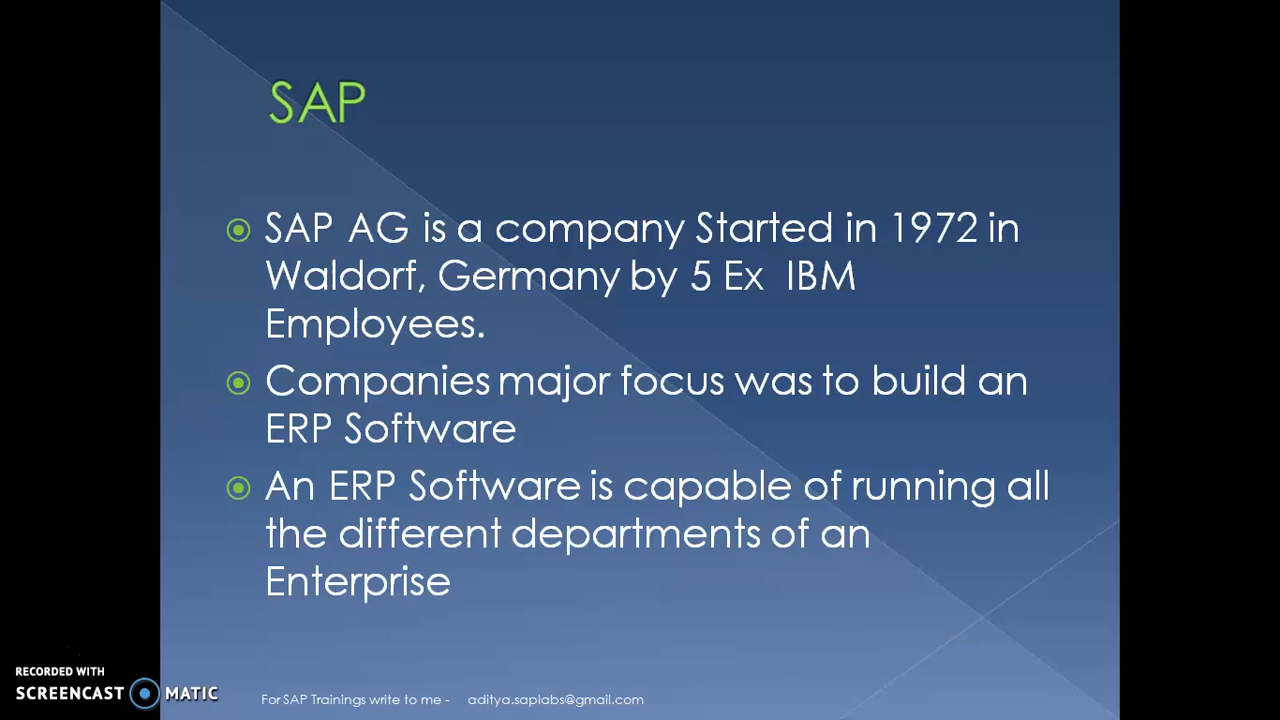 SAP
SAP AG is a company Started in 1972 in
Waldorf, Germany by 5 Ex IBM
Employees.
Companies major focus was to build an
ERP Software
An ERP Software is capable of running all
the different departments of an
Enterprise
RECORDED WITH
SCREENCAST MATIC
For SAP Trainings write to me - aditya.saplabs@gmail.com